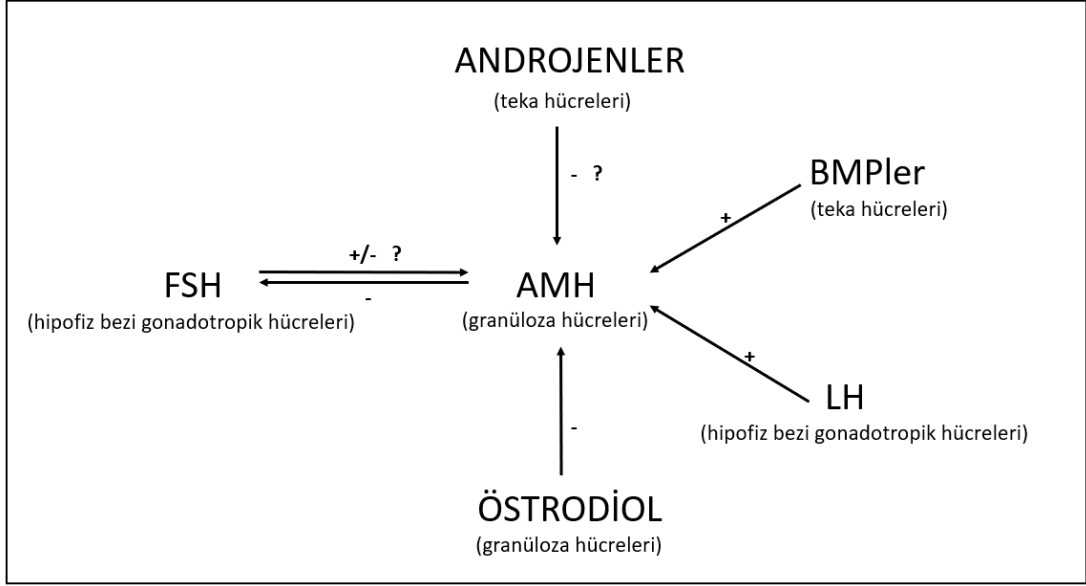 ANDROJENLER
(teka hücreleri)
- ?
BMPler
(teka hücreleri)
+
+/- ?
FSH
(hipofiz bezi gonadotropik hücreleri)
-
AMH
(granüloza hücreleri)
+
LH
(hipofiz bezi gonadotropik hücreleri)
-
ÖSTRODİOL
(granüloza hücreleri)